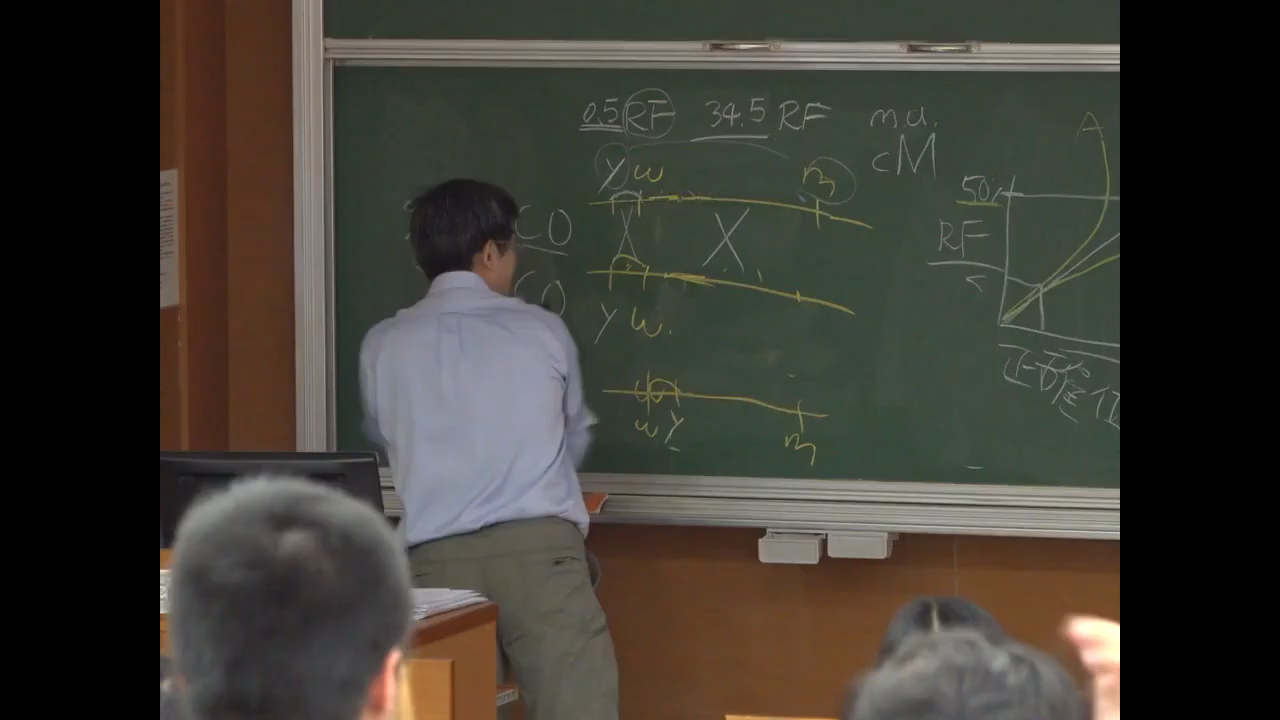 0.5 RF 34.5 RF m.u.
cM
y w m
CO
CO
y w.
w y m
A
50%
RF